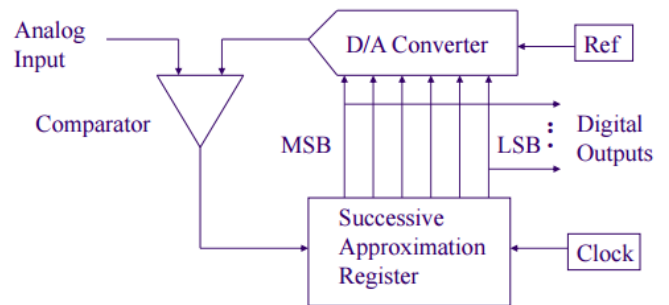 Analog
Input
D/A Converter
Ref
Comparator
MSB
LSB
Digital
Outputs
Successive
Approximation
Register
Clock